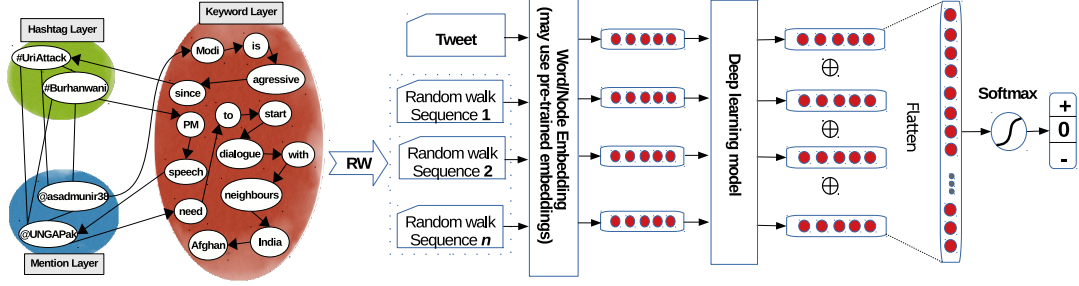 Hashtag Layer
#UriAttack
#Burhanwani
@asadmunir38
@UNGAPak
Mention Layer
Keyword Layer
Modi
is
agressive
since
PM
to
start
dialogue
with
speech
neighbours
need
Afghan
India
RW
Tweet
Random walk
Sequence 1
Random walk
Sequence 2
Random walk
Sequence n
Word/Node Embedding
(may use pre-trained embeddings)
Deep learning model
Flatten
Softmax
+
0
-